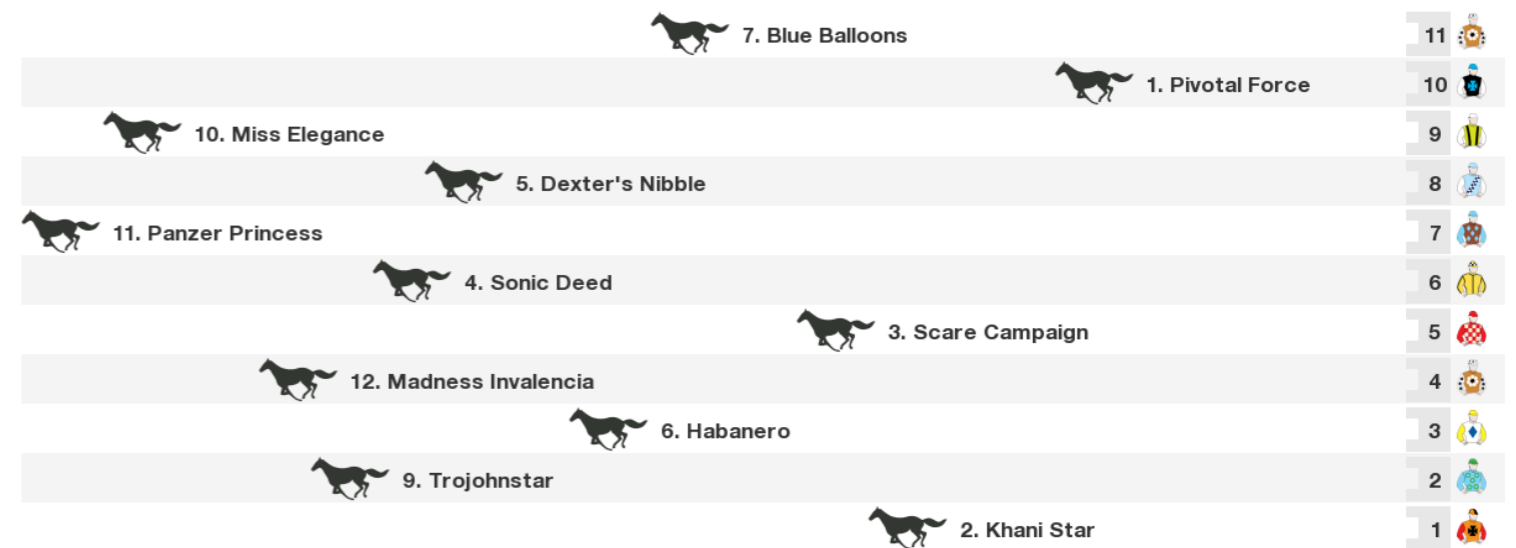 7. Blue Balloons 11
1. Pivotal Force 10
10. Miss Elegance 9
5. Dexter's Nibble 8
11. Panzer Princess 7
4. Sonic Deed 6
3. Scare Campaign 5
12. Madness Invalencia 4
6. Habanero 3
9. Trojohnstar 2
2. Khani Star 1